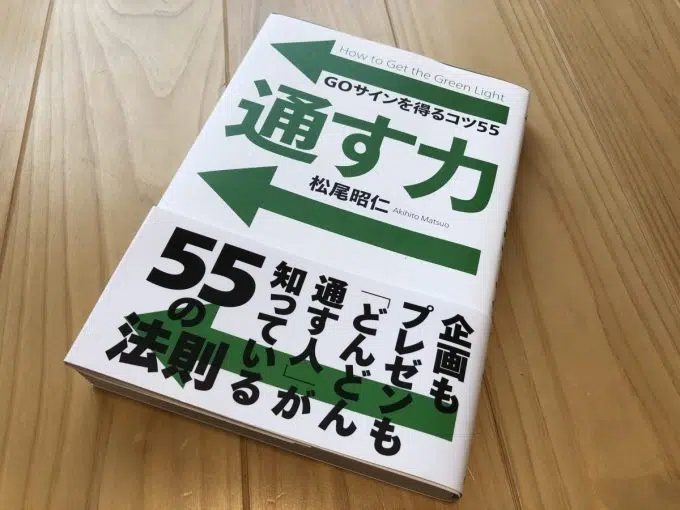 How to Get the Green Light
GOサインを得るコツ55
通す力
松尾昭仁 Akihito Matsuo
企画も
プレゼンも
「どんどん
通す人」が
知っている
55の
法則